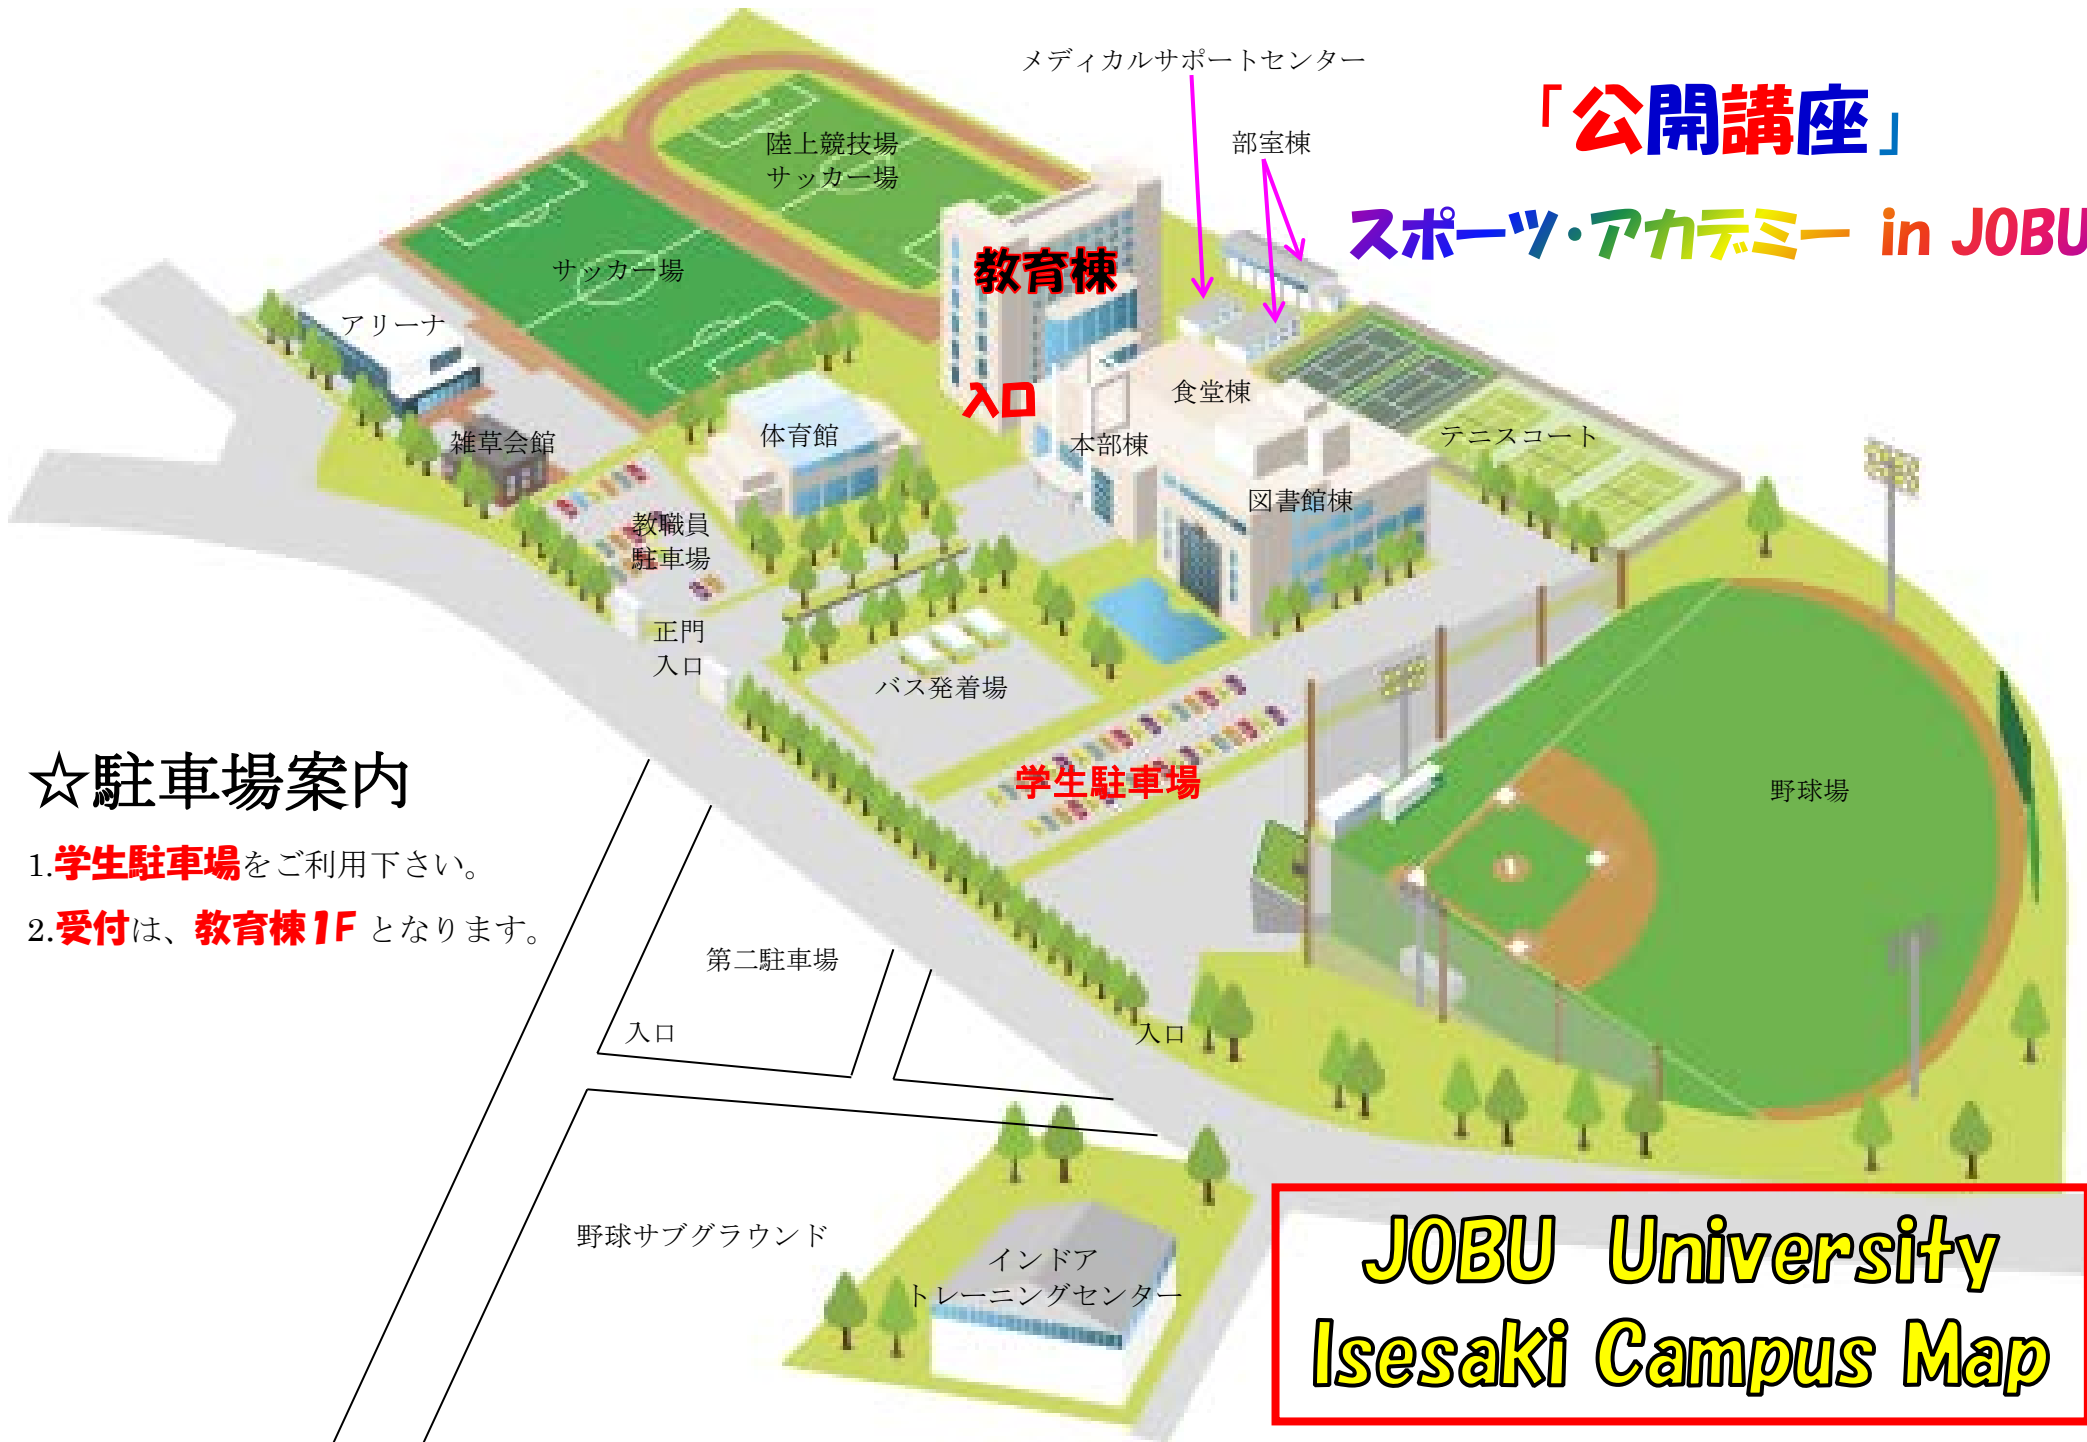 メディカルサポートセンター
「公開講座」
部室棟
陸上競技場
サッカー場
スポーツ・アカデミー in JOBU
教育棟
サッカー場
アリーナ
入口
食堂棟
体育館
雑草会館
本部棟
テニスコート
図書館棟
教職員
駐車場
正門
入口
バス発着場
☆駐車場案内
学生駐車場
野球場
1.学生駐車場をご利用下さい。
2.受付は、教育棟1F となります。
第二駐車場
入口
入口
野球サブグラウンド
インドア
トレーニングセンター
JOBU University
Isesaki Campus Map